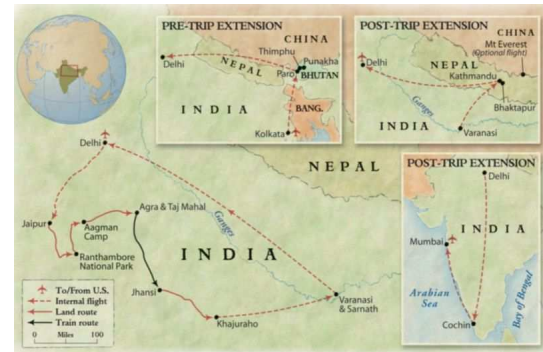 PRE-TRIP EXTENSION
CHINA
Thimphu
Punakha
Delhi
NEPAL
Paro
BHUTAN
INDIA
BANG.
Kolkata
POST-TRIP EXTENSION
CHINA
Mt Everest
(Optional flight)
Delhi
NEPAL
Kathmandu
Ganges
Bhaktapur
INDIA
Varanasi
Delhi
NEPAL
Agra & Taj Mahal
Jaipur
Aagman
Camp
Ranthambore
National Park
INDIA
Ganges
Jhansi
Khajuraho
Varanasi
& Sarnath
POST-TRIP EXTENSION
Delhi
INDIA
Mumbai
Arabian
Sea
Bay of Bengal
Cochin
To/From U.S.
Internal flight
Land route
Train route
0 Miles 100